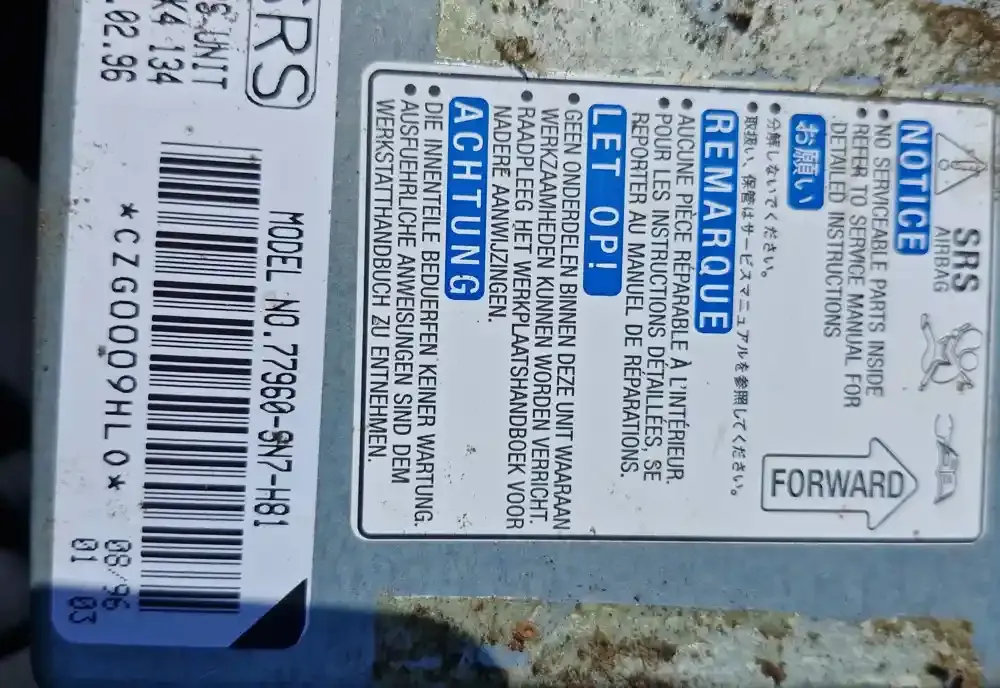 SRS
AIRBAG
NOTICE
• NO SERVICEABLE PARTS INSIDE
• REFER TO SERVICE MANUAL FOR
DETAILED INSTRUCTIONS
FORWARD
お願い
• 分解しないでください。
• 取扱い、保管はサービスマニュアルを参照してください。
REMARQUE
• AUCUNE PIÈCE RÉPARABLE À L'INTÉRIEUR.
• POUR LES INSTRUCTIONS DÉTAILLÉES, SE
REPORTER AU MANUEL DE RÉPARATIONS.
LET OP!
• GEEN ONDERDELEN BINNEN DEZE UNIT WAARAAN
WERKZAAMHEDEN KUNNEN WORDEN VERRICHT
• RAADPLEEG HET WERKPLAATSHANDBOEK VOOR
NADERE AANWIJZINGEN.
ACHTUNG
• DIE INNENTEILE BEDUERFEN KEINER WARTUNG.
• AUSFUEHRLICHE ANWEISUNGEN SIND DEM
WERKSTATTHANDBUCH ZU ENTNEHMEN.
SRS
UNIT
K4 134
.02.96
MODEL NO.77960-SN7-H81
*CZG00009HL0* 08/96
01 03